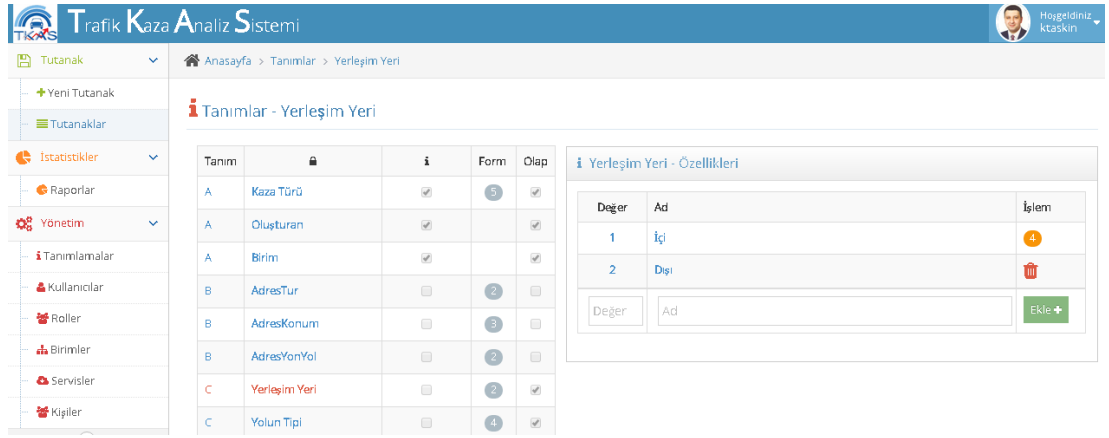 TKAS
Trafik Kaza Analiz Sistemi
Hoşgeldiniz
ktaskin
Tutanak
Yeni Tutanak
Tutanaklar
İstatistikler
Raporlar
Yönetim
Tanımlamalar
Kullanıcılar
Roller
Birimler
Servisler
Kişiler
Anasayfa > Tanımlar > Yerleşim Yeri
Tanımlar - Yerleşim Yeri
Tanım i Form Olap
A Kaza Türü 5
A Oluşturan
A Birim
B AdresTur 2
B AdresKonum 3
B AdresYonYol 2
C Yerleşim Yeri 2
C Yolun Tipi 4
Yerleşim Yeri - Özellikleri
Değer Ad İşlem
1 İçi 4
2 Dışı
Değer Ad Ekle +